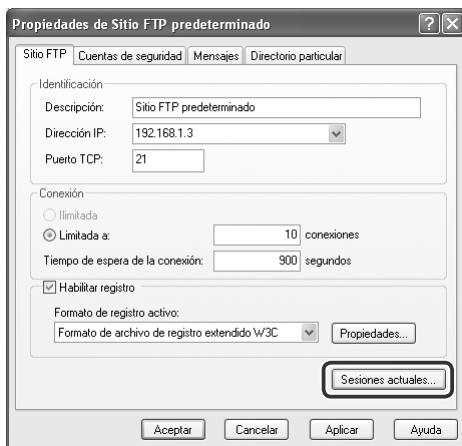 Propiedades de Sitio FTP predeterminado
Sitio FTP Cuentas de seguridad Mensajes Directorio particular
Identificación
Descripción: Sitio FTP predeterminado
Dirección IP: 192.168.1.3
Puerto TCP: 21
Conexión
Ilimitada
Limitada a: 10 conexiones
Tiempo de espera de la conexión: 900 segundos
Habilitar registro
Formato de registro activo:
Formato de archivo de registro extendido W3C Propiedades...
Sesiones actuales...
Aceptar Cancelar Aplicar Ayuda